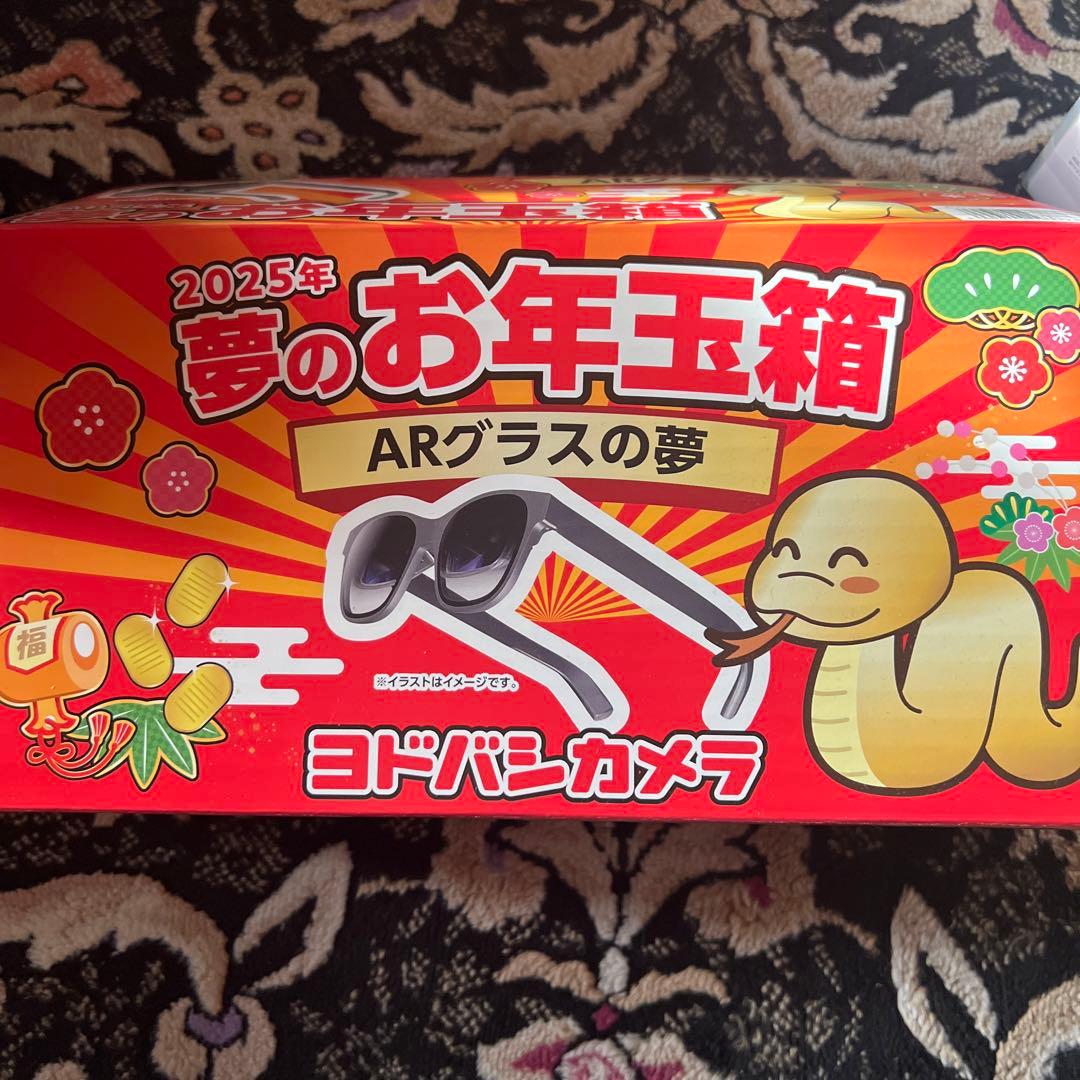 2025年
夢のお年玉箱
ARグラスの夢
福
※イラストはイメージです。
ヨドバシカメラ